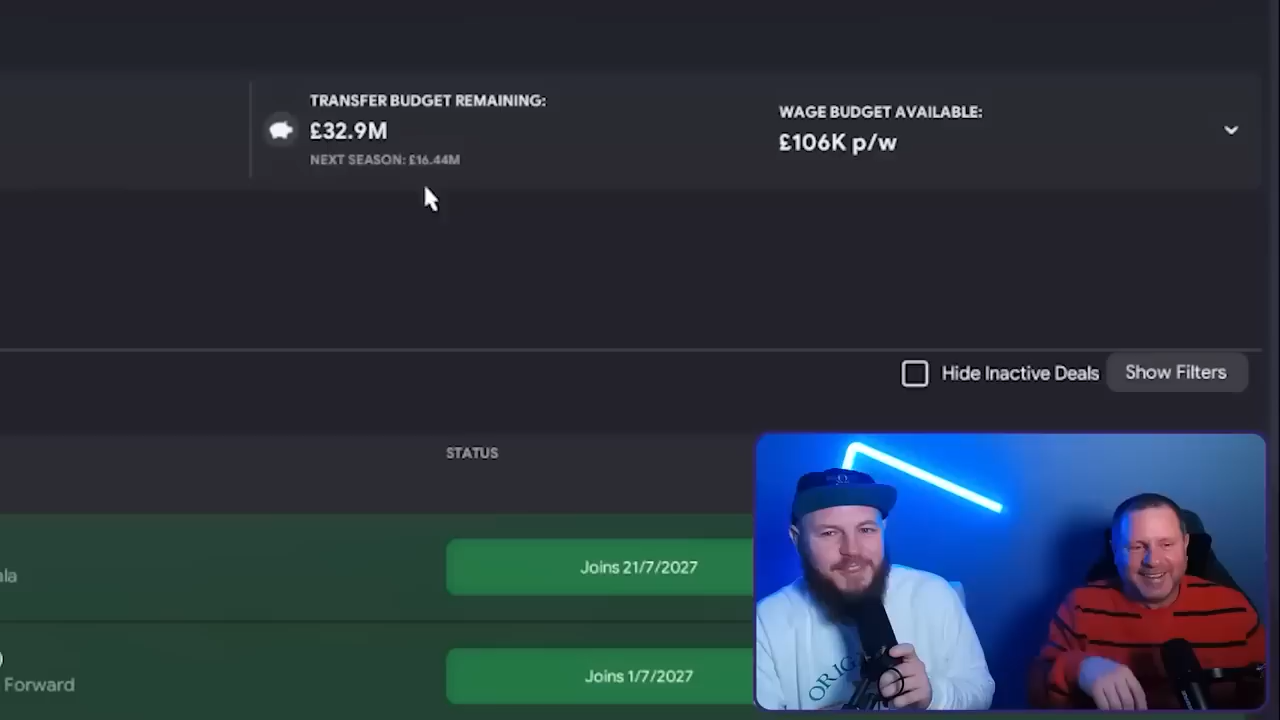 TRANSFER BUDGET REMAINING:
£32.9M
NEXT SEASON: £16.44M
WAGE BUDGET AVAILABLE:
£106K p/w
Hide Inactive Deals
Show Filters
STATUS
ala
Joins 21/7/2027
Forward
Joins 1/7/2027
ORIG